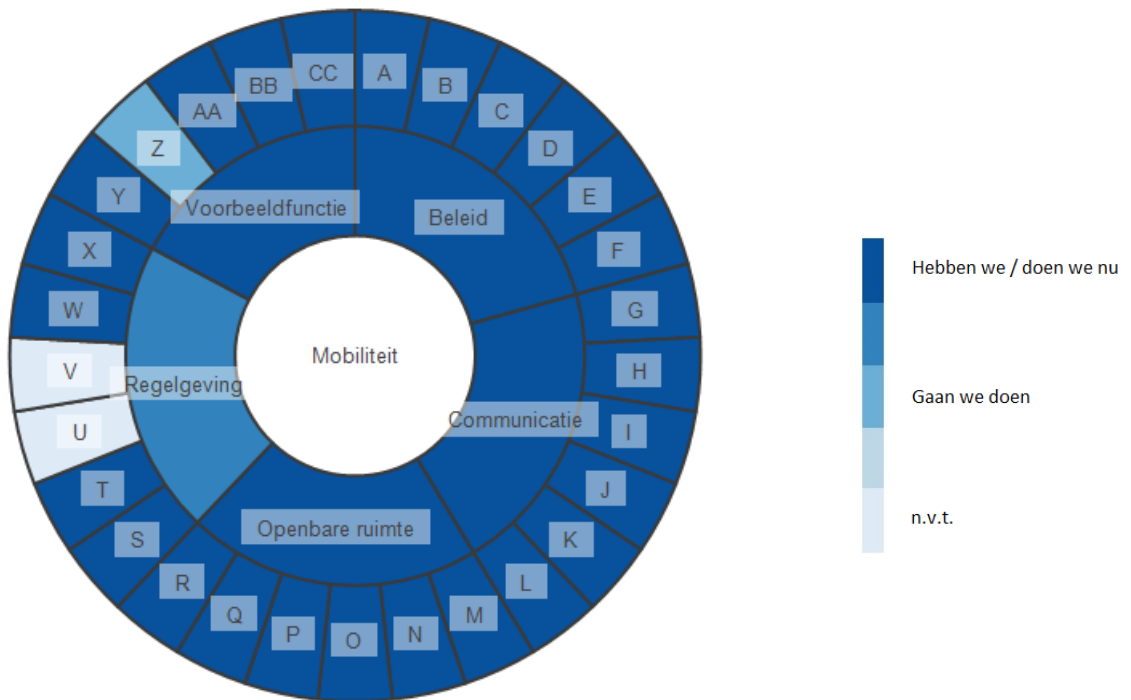 CC
A
BB
B
AA
C
Z
D
Y
E
Voorbeeldfunctie
Beleid
X
F
W
G
Mobiliteit
V
H
Regelgeving
Communicatie
U
I
T
J
Openbare ruimte
S
K
R
L
Q
M
P
N
O
Hebben we / doen we nu
Gaan we doen
n.v.t.